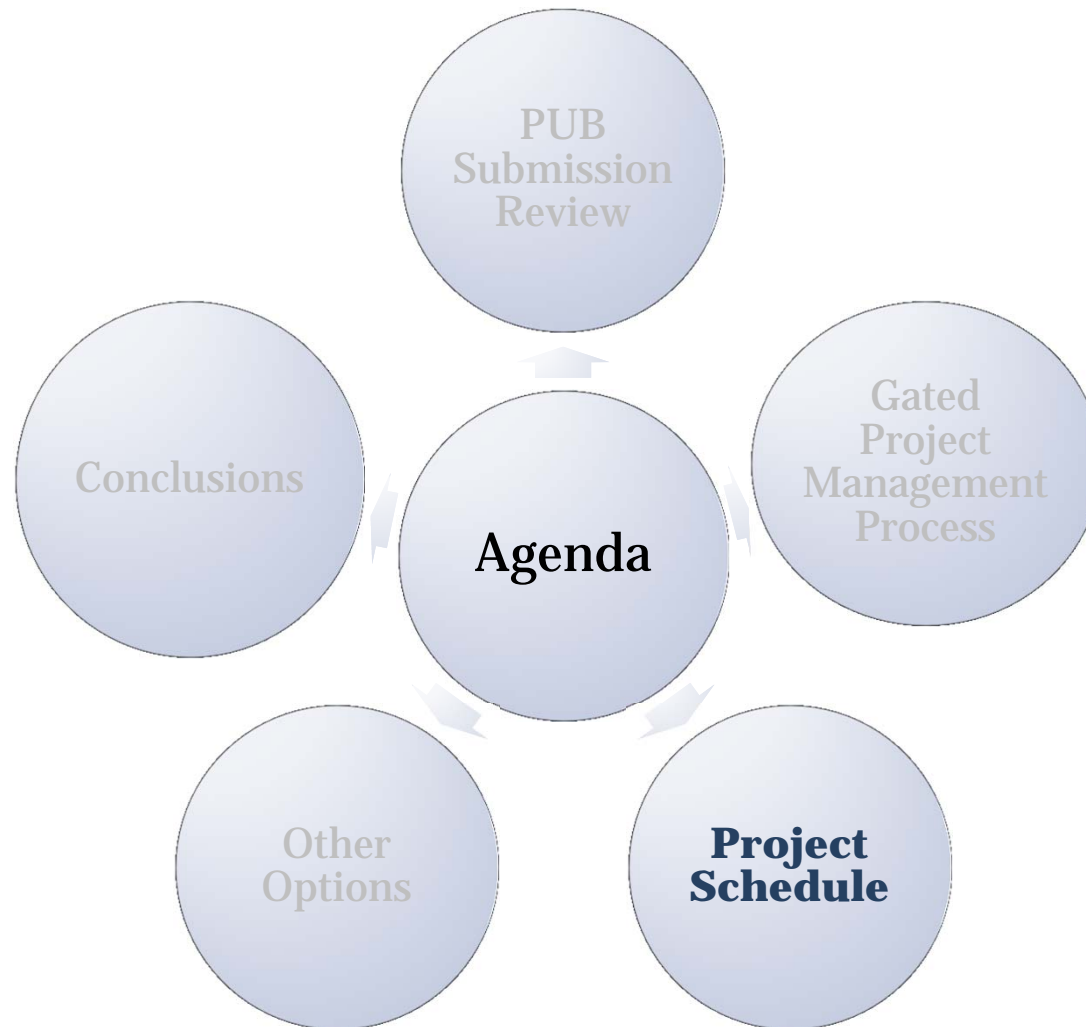 PUB
Submission
Review
Gated
Project
Management
Process
Conclusions
Agenda
Other
Options
Project
Schedule